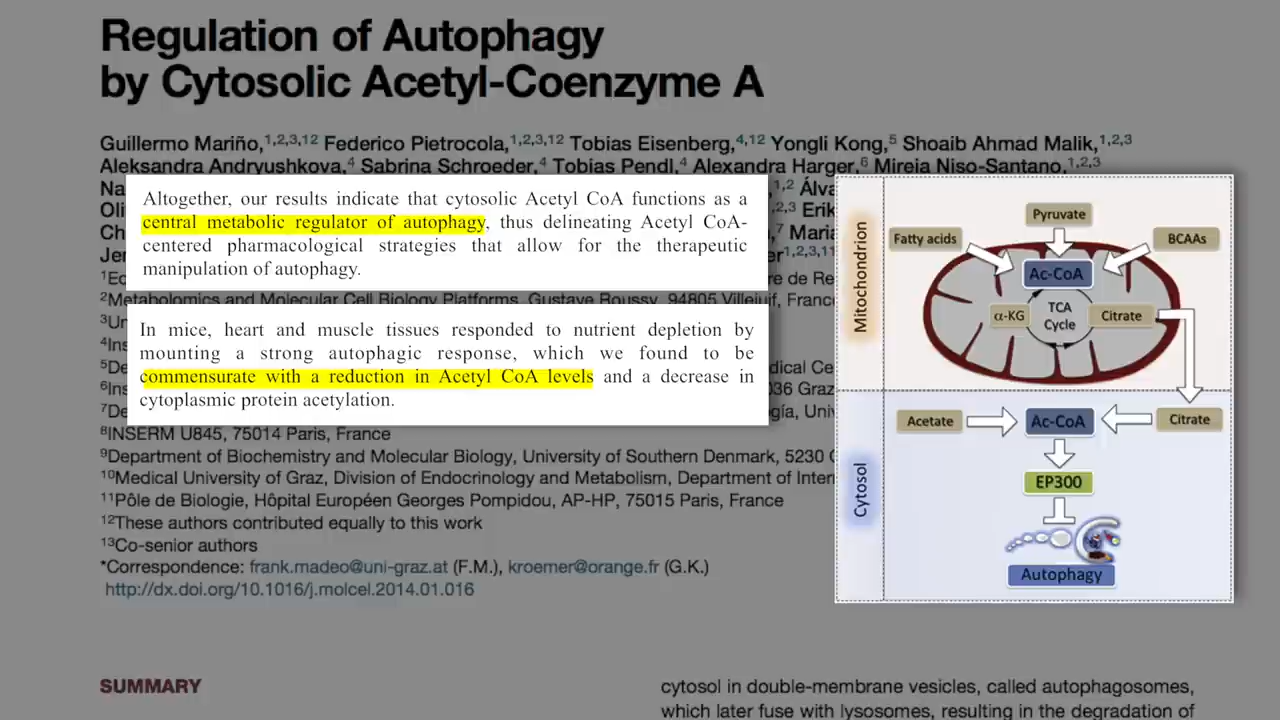 Regulation of Autophagy
by Cytosolic Acetyl-Coenzyme A
Guillermo Mariño,1,2,3,12 Federico Pietrocola,1,2,3,12 Tobias Eisenberg,4,12 Yongli Kong,5 Shoaib Ahmad Malik,1,2,3
Aleksandra Andryushkova,4 Sabrina Schroeder,4 Tobias Pendl,4 Alexandra Harger,6 Mireia Niso-Santano,1,2,3
Altogether, our results indicate that cytosolic Acetyl CoA functions as a
central metabolic regulator of autophagy, thus delineating Acetyl CoA-
centered pharmacological strategies that allow for the therapeutic
manipulation of autophagy.
In mice, heart and muscle tissues responded to nutrient depletion by
mounting a strong autophagic response, which we found to be
commensurate with a reduction in Acetyl CoA levels and a decrease in
cytoplasmic protein acetylation.
2Metabolomics and Molecular Cell Biology Platforms, Gustave Roussy, 94805 Villejuif,
8INSERM U845, 75014 Paris, France
9Department of Biochemistry and Molecular Biology, University of Southern Denmark, 5230
10Medical University of Graz, Division of Endocrinology and Metabolism, Department of
11Pôle de Biologie, Hôpital Européen Georges Pompidou, AP-HP, 75015 Paris, France
12These authors contributed equally to this work
13Co-senior authors
*Correspondence: frank.madeo@uni-graz.at (F.M.), kroemer@orange.fr (G.K.)
http://dx.doi.org/10.1016/j.molcel.2014.01.016
SUMMARY
cytosol in double-membrane vesicles, called autophagosomes,
which later fuse with lysosomes, resulting in the degradation of
Mitochondrion
Pyruvate
Fatty acids
BCAAs
Ac-CoA
α-KG
TCA
Cycle
Citrate
Cytosol
Acetate
Ac-CoA
Citrate
EP300
Autophagy